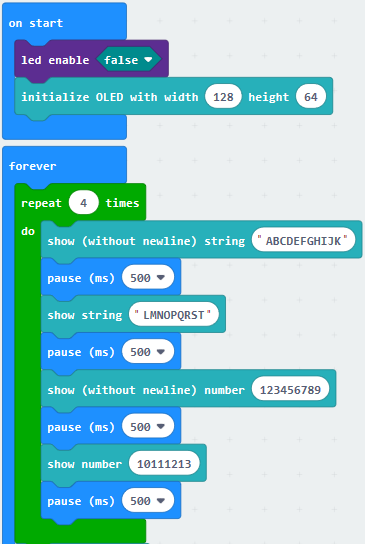 on start
led enable false
initialize OLED with width 128 height 64
forever
repeat 4 times
do
show (without newline) string "ABCDEFGHIJK"
pause (ms) 500
show string "LMNOPQRST"
pause (ms) 500
show (without newline) number 123456789
pause (ms) 500
show number 10111213
pause (ms) 500